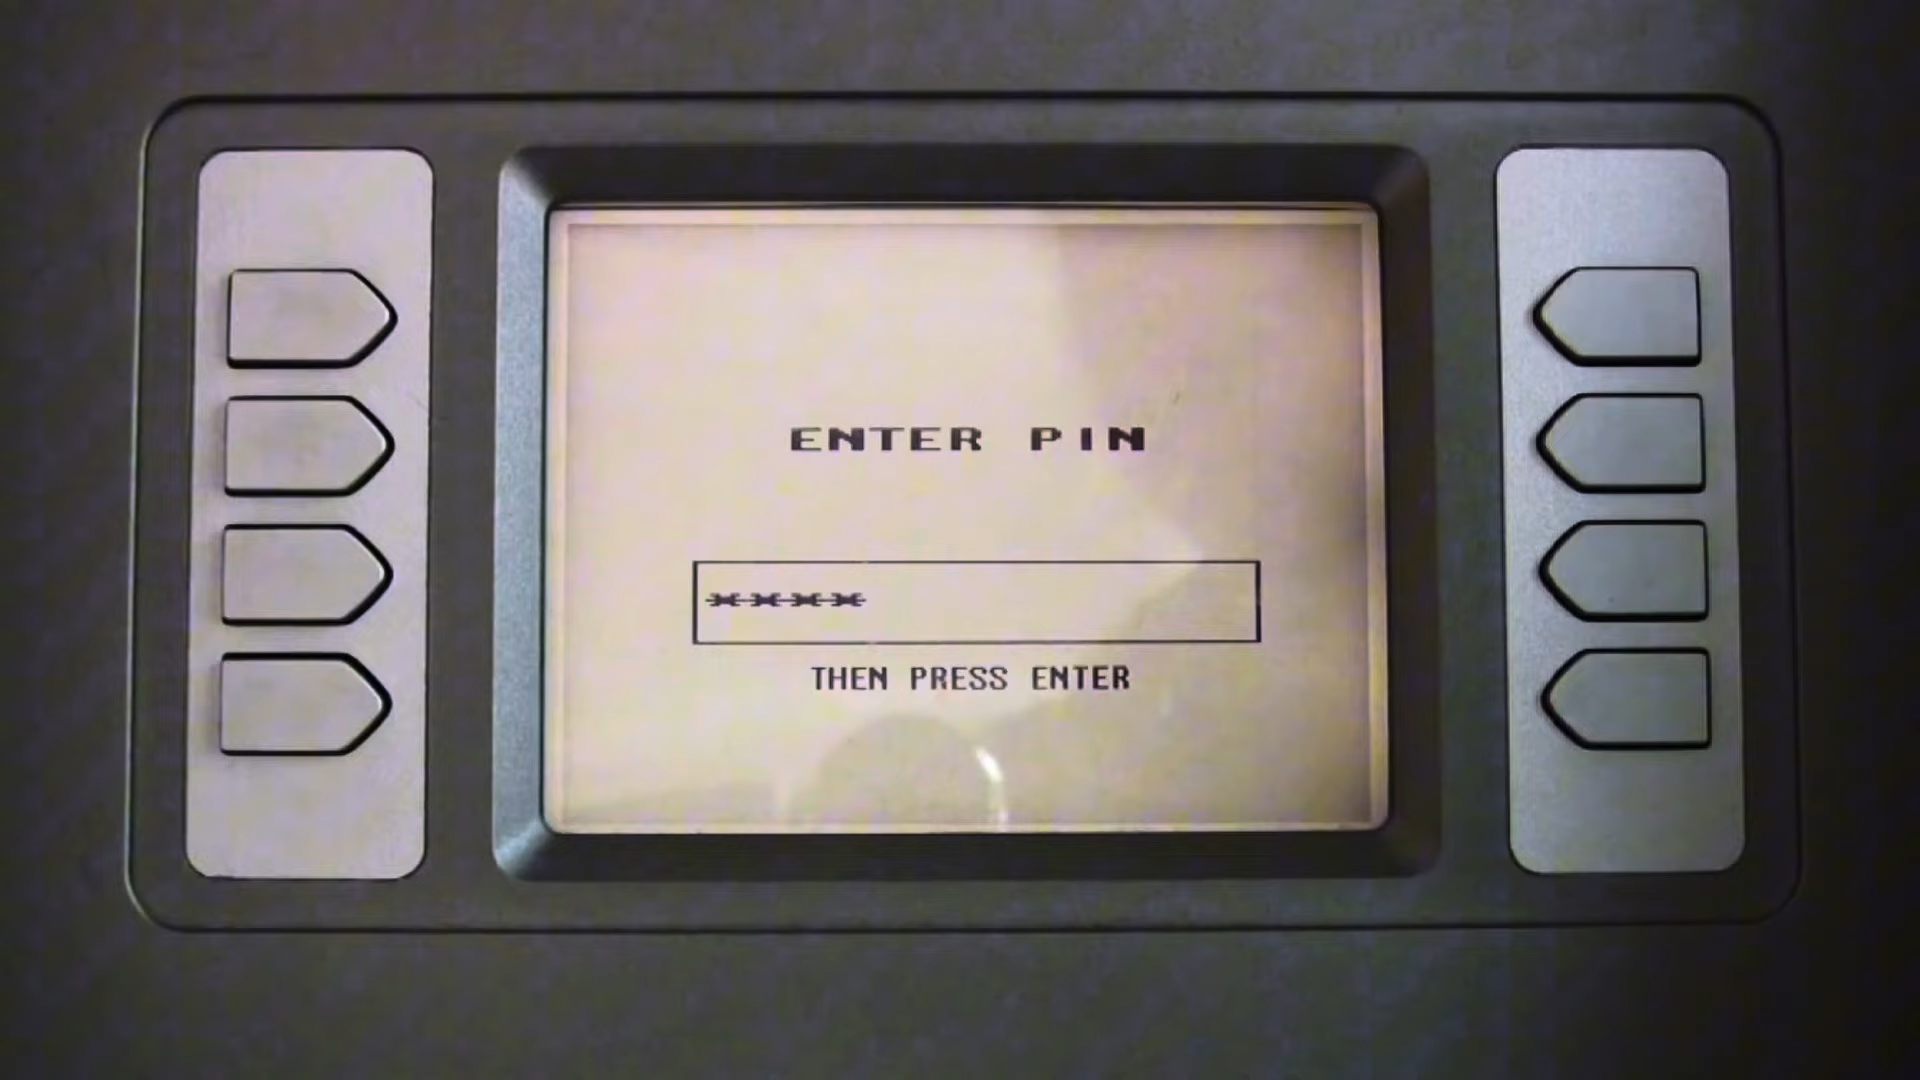 ENTER PIN
****
THEN PRESS ENTER